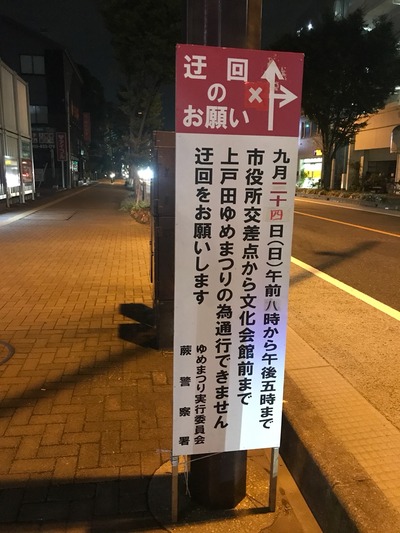 迂回
の
お願い
九月二十四日(日)午前八時から午後五時まで
市役所交差点から文化会館前まで
上戸田ゆめまつりの為通行できません
迂回をお願いします
ゆめまつり実行委員会
蕨警察署